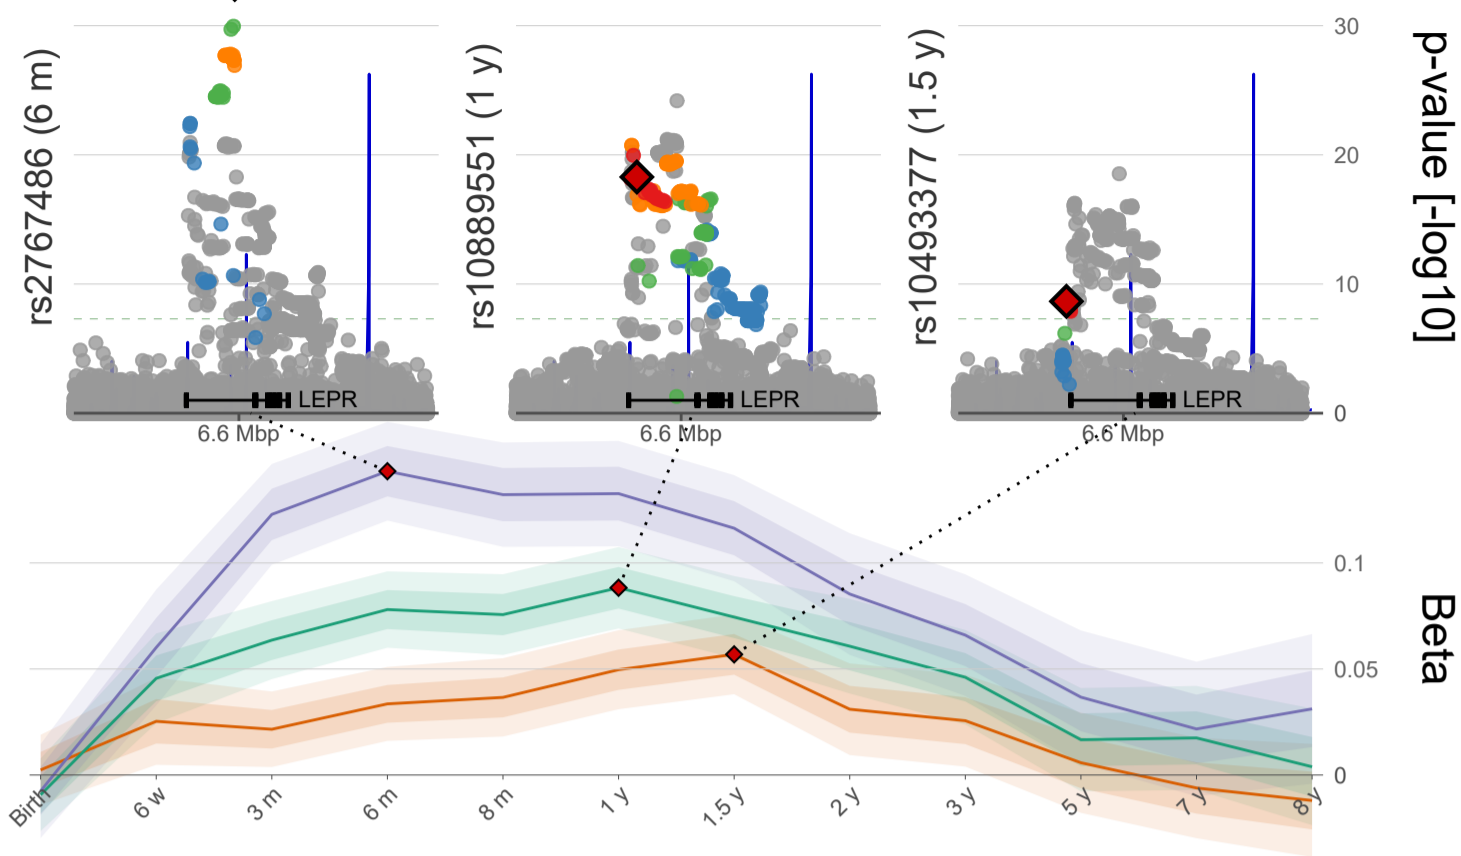 rs2767486 (6 m)
rs10889551 (1 y)
rs10493377 (1.5 y)
30
20
10
0
p-value [-log10]
LEPR
LEPR
LEPR
6.6 Mbp
6.6 Mbp
6.6 Mbp
0.1
0.05
0
Beta
Birth
6 w
3 m
6 m
8 m
1 y
1.5 y
2 y
3 y
5 y
7 y
8 y